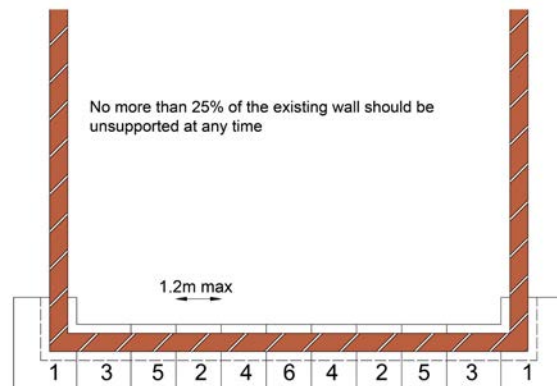 No more than 25% of the existing wall should be
unsupported at any time
1.2m max
1 3 5 2 4 6 4 2 5 3 1